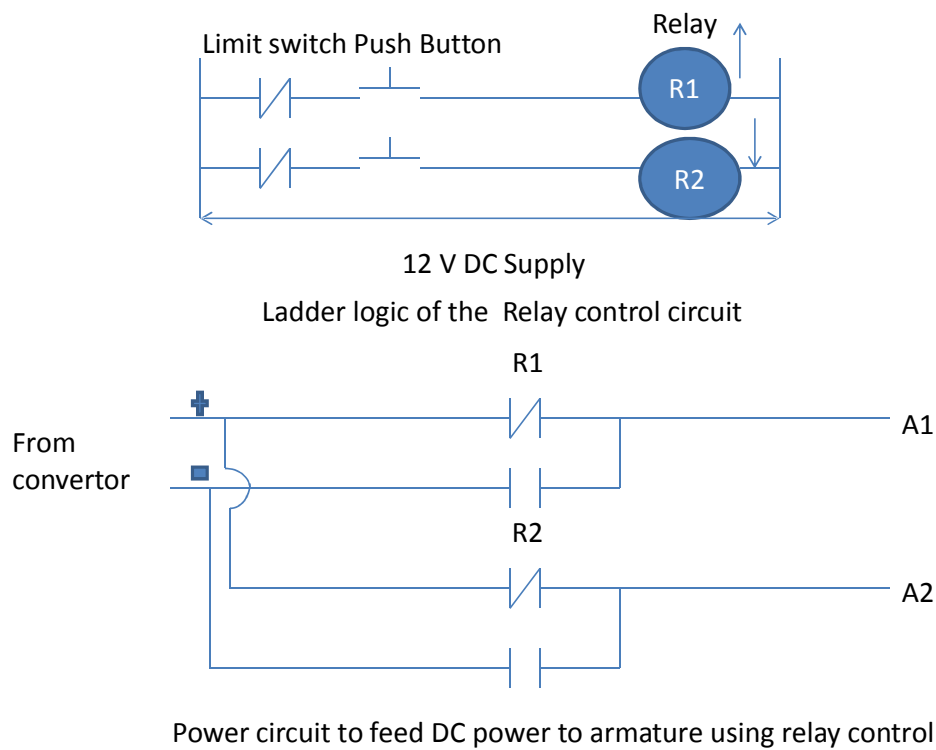 Relay
Limit switch Push Button
R1
R2
12 V DC Supply
Ladder logic of the Relay control circuit
R1
A1
From
convertor
R2
A2
Power circuit to feed DC power to armature using relay control